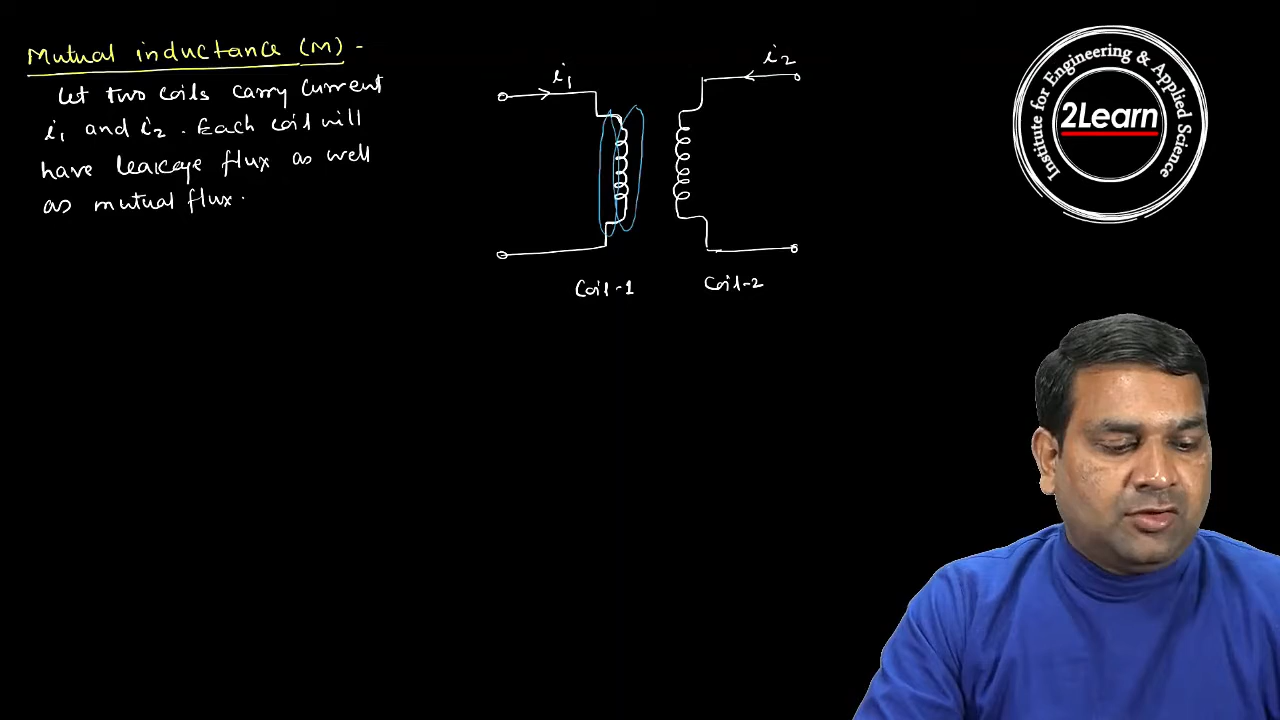 Mutual inductance (M) -
Let two coils carry current
i₁ and i₂. Each coil will
have leakage flux as well
as mutual flux.
i₁
i₂
Coil-1
Coil-2
Institute for Engineering & Applied Science
2Learn